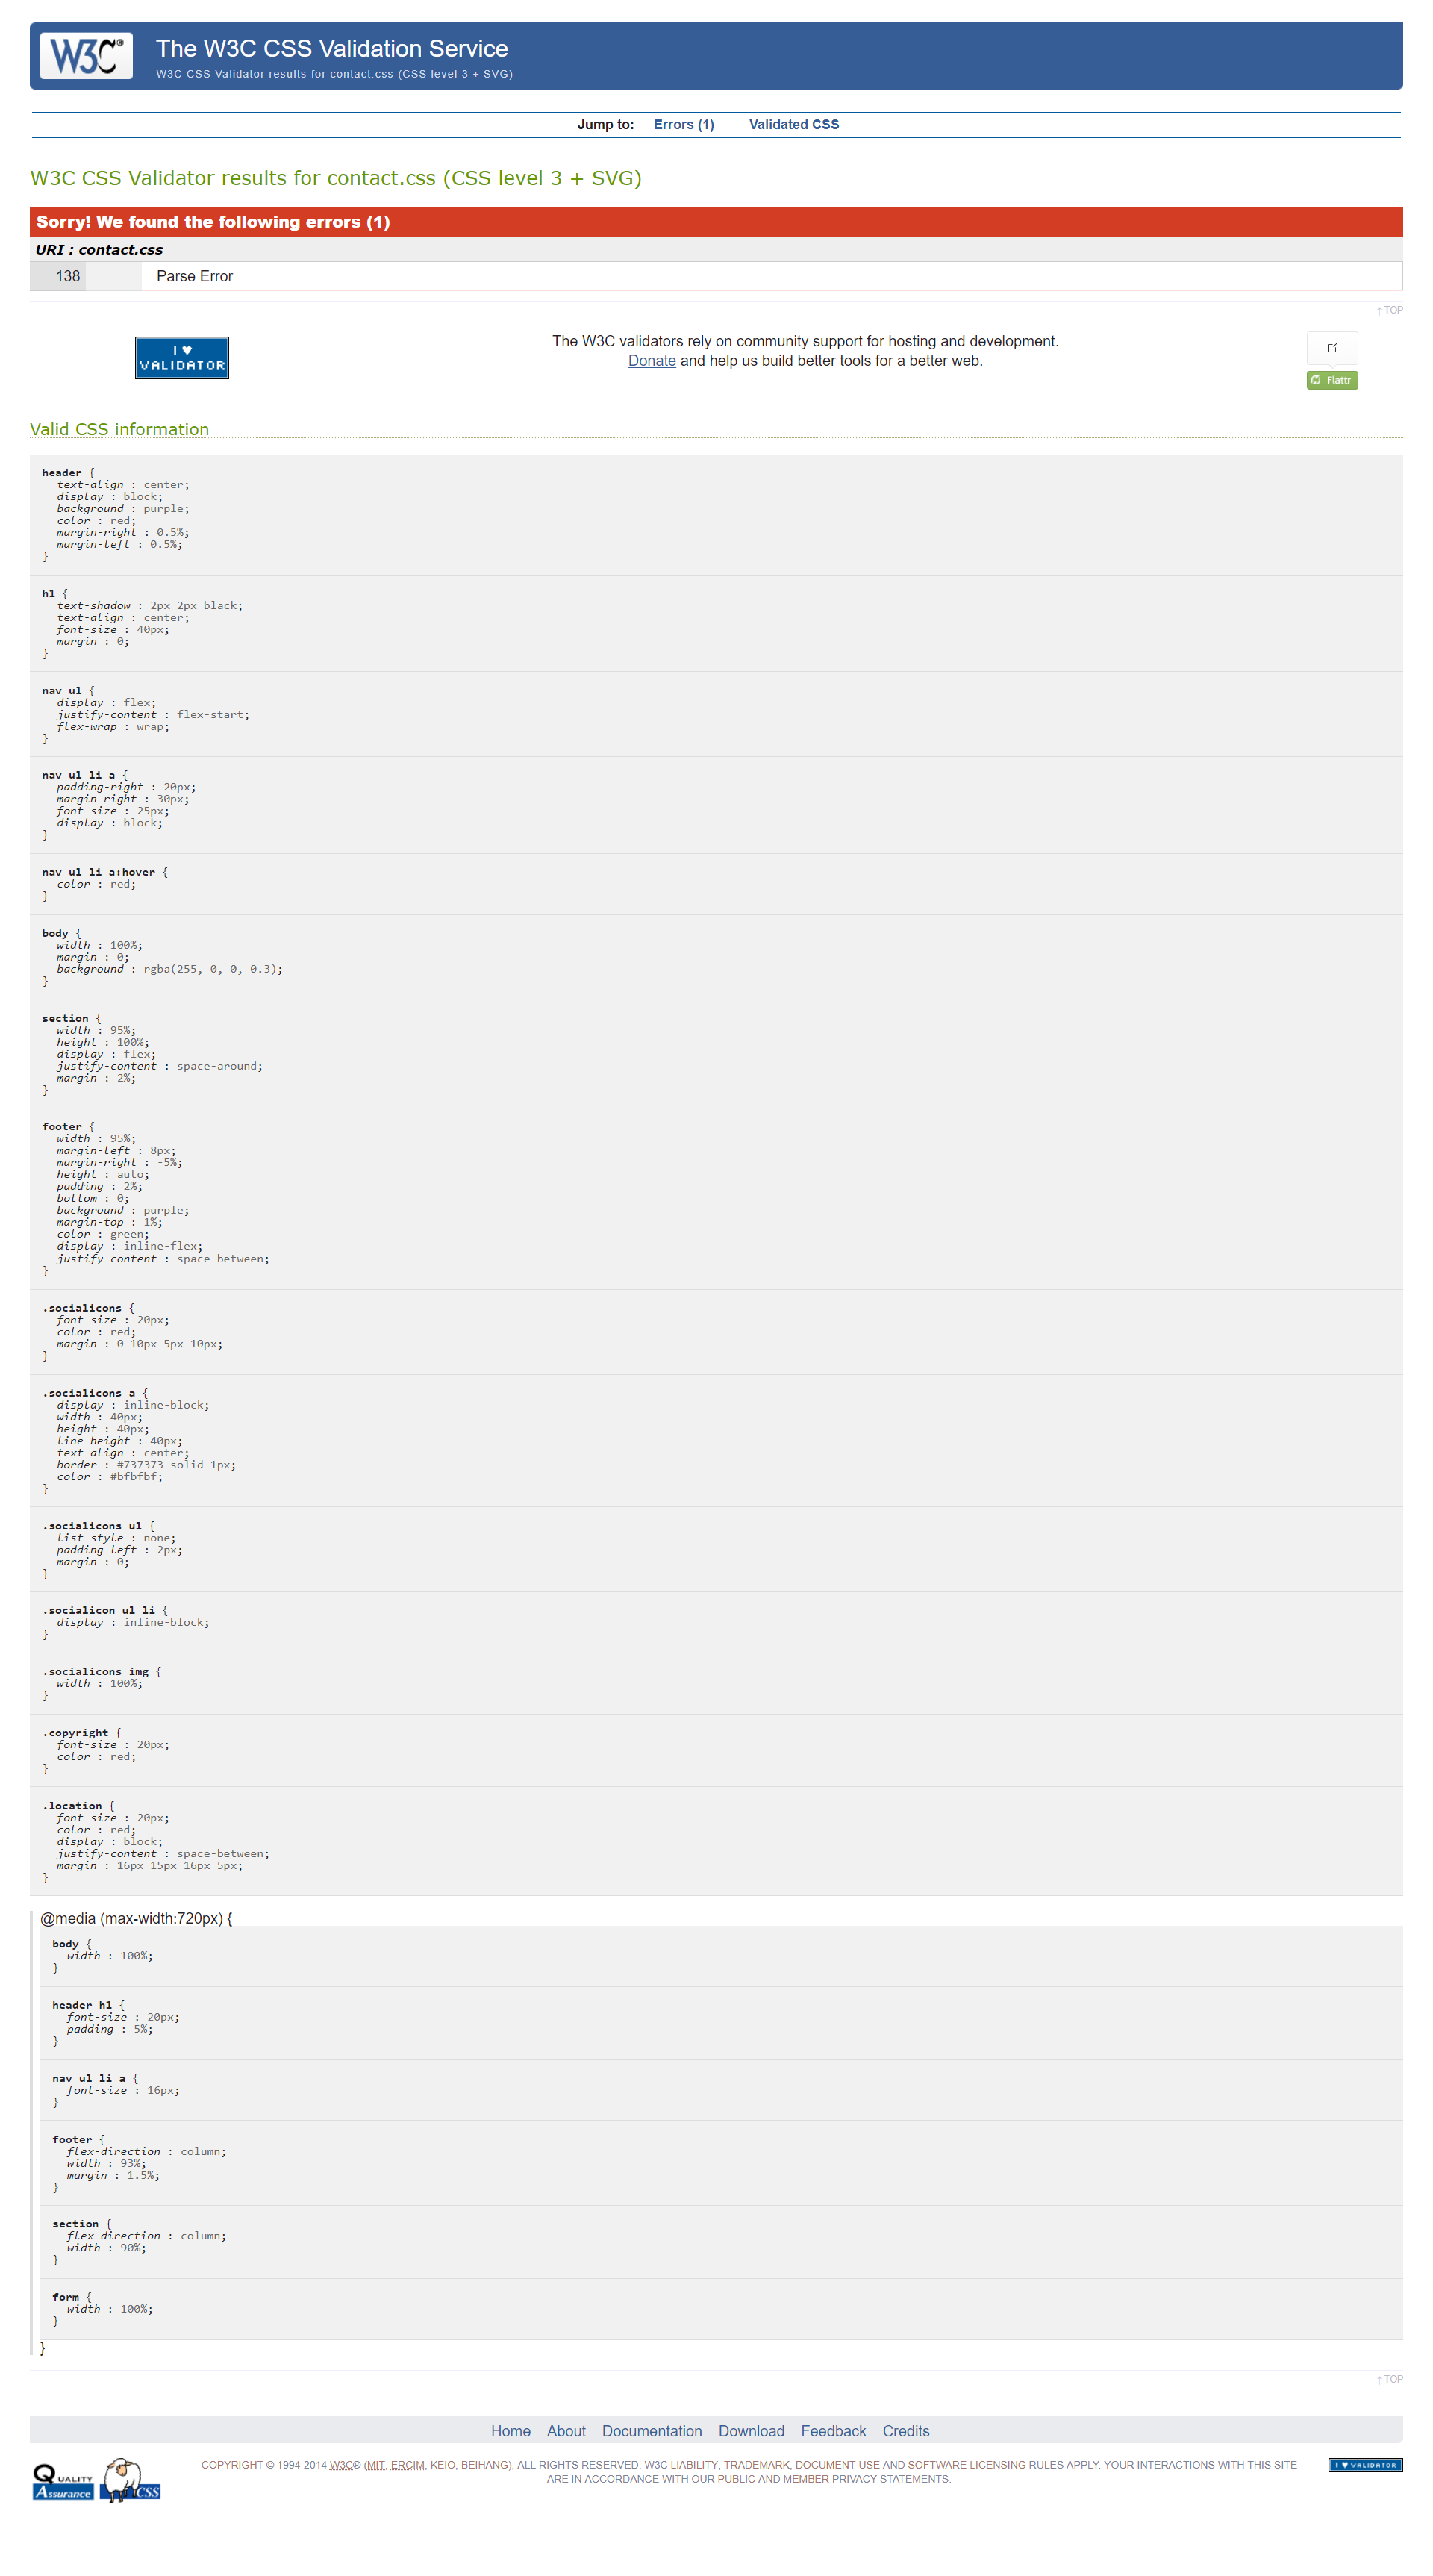 W3C®
The W3C CSS Validation Service
W3C CSS Validator results for contact.css (CSS level 3 + SVG)
Jump to: Errors (1) Validated CSS
W3C CSS Validator results for contact.css (CSS level 3 + SVG)
Sorry! We found the following errors (1)
URI : contact.css
138 Parse Error
↑ TOP
I ♥ VALIDATOR
The W3C validators rely on community support for hosting and development.
Donate and help us build better tools for a better web.
Flattr
Valid CSS information
header {
text-align : center;
display : block;
background : purple;
color : red;
margin-right : 0.5%;
margin-left : 0.5%;
}
h1 {
text-shadow : 2px 2px black;
text-align : center;
font-size : 40px;
margin : 0;
}
nav ul {
display : flex;
justify-content : flex-start;
flex-wrap : wrap;
}
nav ul li a {
padding-right : 20px;
margin-right : 30px;
font-size : 25px;
display : block;
}
nav ul li a:hover {
color : red;
}
body {
width : 100%;
margin : 0;
background : rgba(255, 0, 0, 0.3);
}
section {
width : 95%;
height : 100%;
display : flex;
justify-content : space-around;
margin : 2%;
}
footer {
width : 95%;
margin-left : 8px;
margin-right : -5%;
height : auto;
padding : 2%;
bottom : 0;
background : purple;
margin-top : 1%;
color : green;
display : inline-flex;
justify-content : space-between;
}
.socialicons {
font-size : 20px;
color : red;
margin : 0 10px 5px 10px;
}
.socialicons a {
display : inline-block;
width : 40px;
height : 40px;
line-height : 40px;
text-align : center;
border : #737373 solid 1px;
color : #bfbfbf;
}
.socialicons ul {
list-style : none;
padding-left : 2px;
margin : 0;
}
.socialicon ul li {
display : inline-block;
}
.socialicons img {
width : 100%;
}
.copyright {
font-size : 20px;
color : red;
}
.location {
font-size : 20px;
color : red;
display : block;
justify-content : space-between;
margin : 16px 15px 16px 5px;
}
@media (max-width:720px) {
body {
width : 100%;
}
header h1 {
font-size : 20px;
padding : 5%;
}
nav ul li a {
font-size : 16px;
}
footer {
flex-direction : column;
width : 93%;
margin : 1.5%;
}
section {
flex-direction : column;
width : 90%;
}
form {
width : 100%;
}
}
↑ TOP
Home About Documentation Download Feedback Credits
Quality Assurance CSS
COPYRIGHT © 1994-2014 W3C® (MIT, ERCIM, KEIO, BEIHANG), ALL RIGHTS RESERVED. W3C LIABILITY, TRADEMARK, DOCUMENT USE AND SOFTWARE LICENSING RULES APPLY. YOUR INTERACTIONS WITH THIS SITE
ARE IN ACCORDANCE WITH OUR PUBLIC AND MEMBER PRIVACY STATEMENTS.
I ♥ VALIDATOR